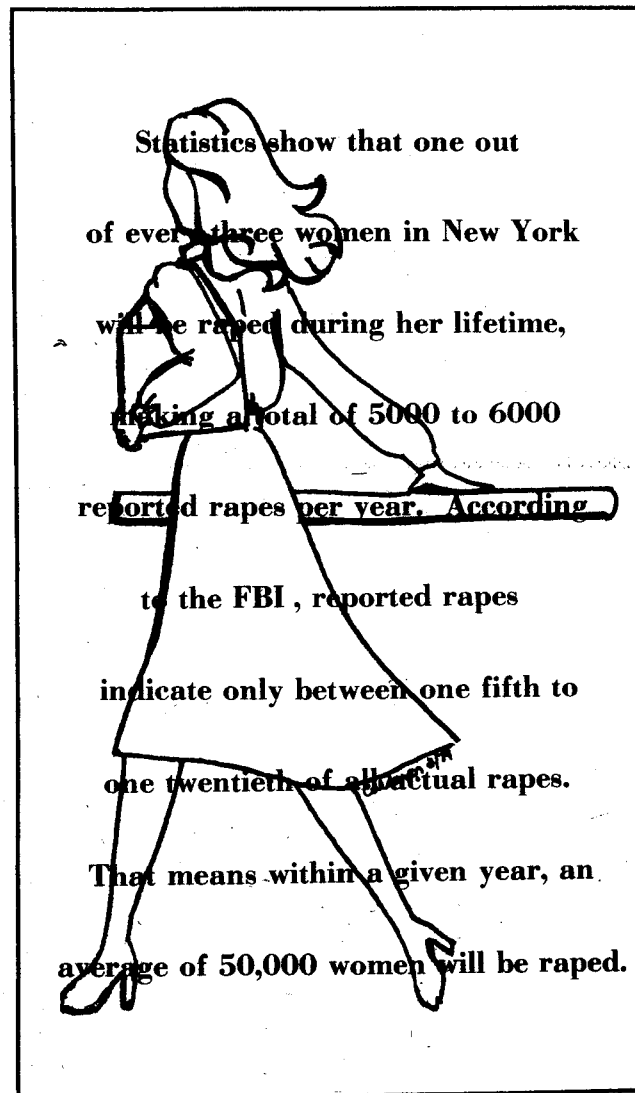 Statistics show that one out
of every three women in New York
will be raped during her lifetime,
making a total of 5000 to 6000
reported rapes per year. According
to the FBI , reported rapes
indicate only between one fifth to
one twentieth of all actual rapes.
That means within a given year, an
average of 50,000 women will be raped.